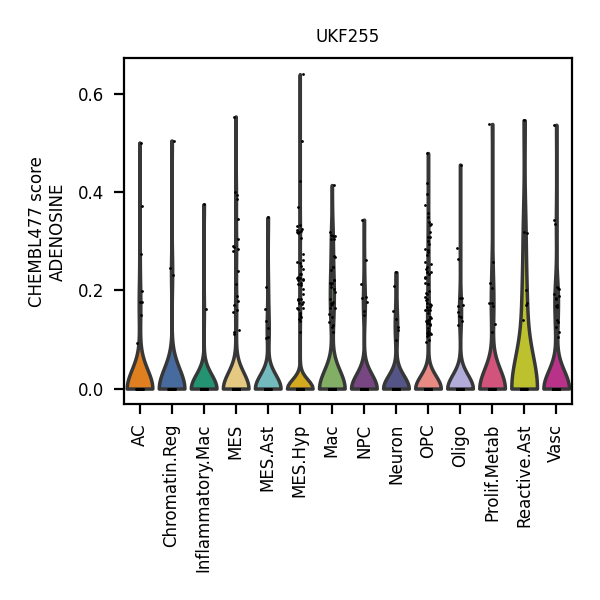 UKF255
CHEMBL477 score
ADENOSINE
0.6
0.4
0.2
0.0
AC
Chromatin.Reg
Inflammatory.Mac
MES
MES.Ast
MES.Hyp
Mac
NPC
Neuron
OPC
Oligo
Prolif.Metab
Reactive.Ast
Vasc